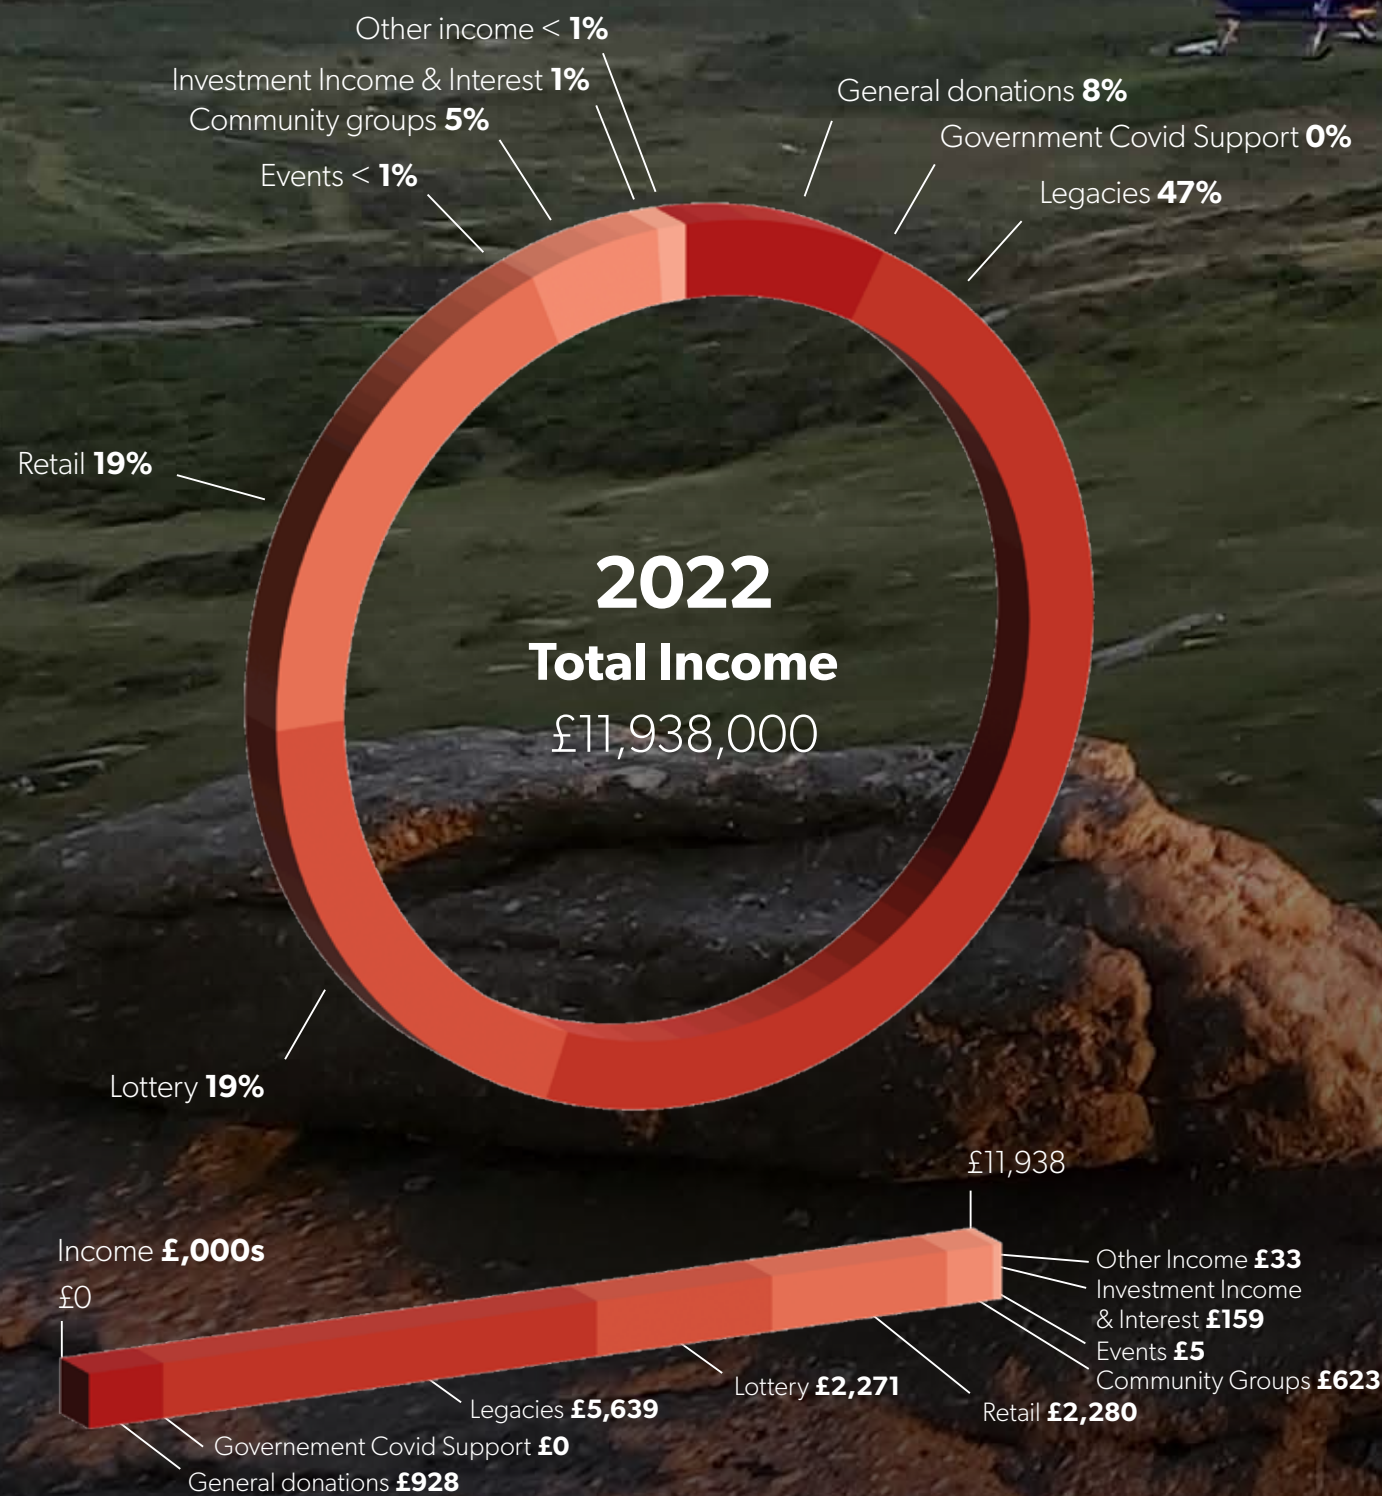 Other income < 1%
Investment Income & Interest 1%
Community groups 5%
Events < 1%
General donations 8%
Government Covid Support 0%
Legacies 47%
Retail 19%
2022
Total Income
£11,938,000
Lottery 19%
£11,938
Income £,000s
£0
Other Income £33
Investment Income
& Interest £159
Events £5
Community Groups £623
Lottery £2,271
Retail £2,280
Legacies £5,639
Governement Covid Support £0
General donations £928